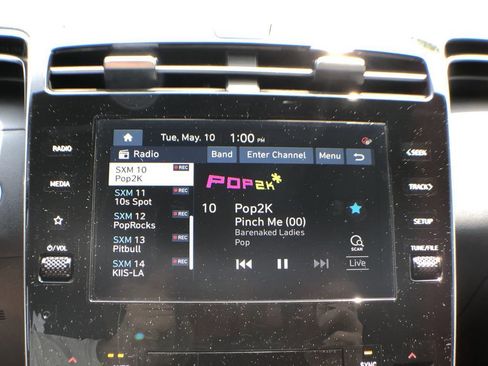 Tue, May. 10 1:00 PM
Radio Band Enter Channel Menu
SXM 10 REC
Pop2K
SXM 11 REC
10s Spot
SXM 12 REC
PopRocks
SXM 13 REC
Pitbull
SXM 14 REC
KIIS-LA
POP2K
10 Pop2K
Pinch Me (00)
Barenaked Ladies
Pop
SCAN
Live
RADIO
MEDIA
/VOL
SEEK
TRACK
SETUP
TUNE/FILE
SYNC